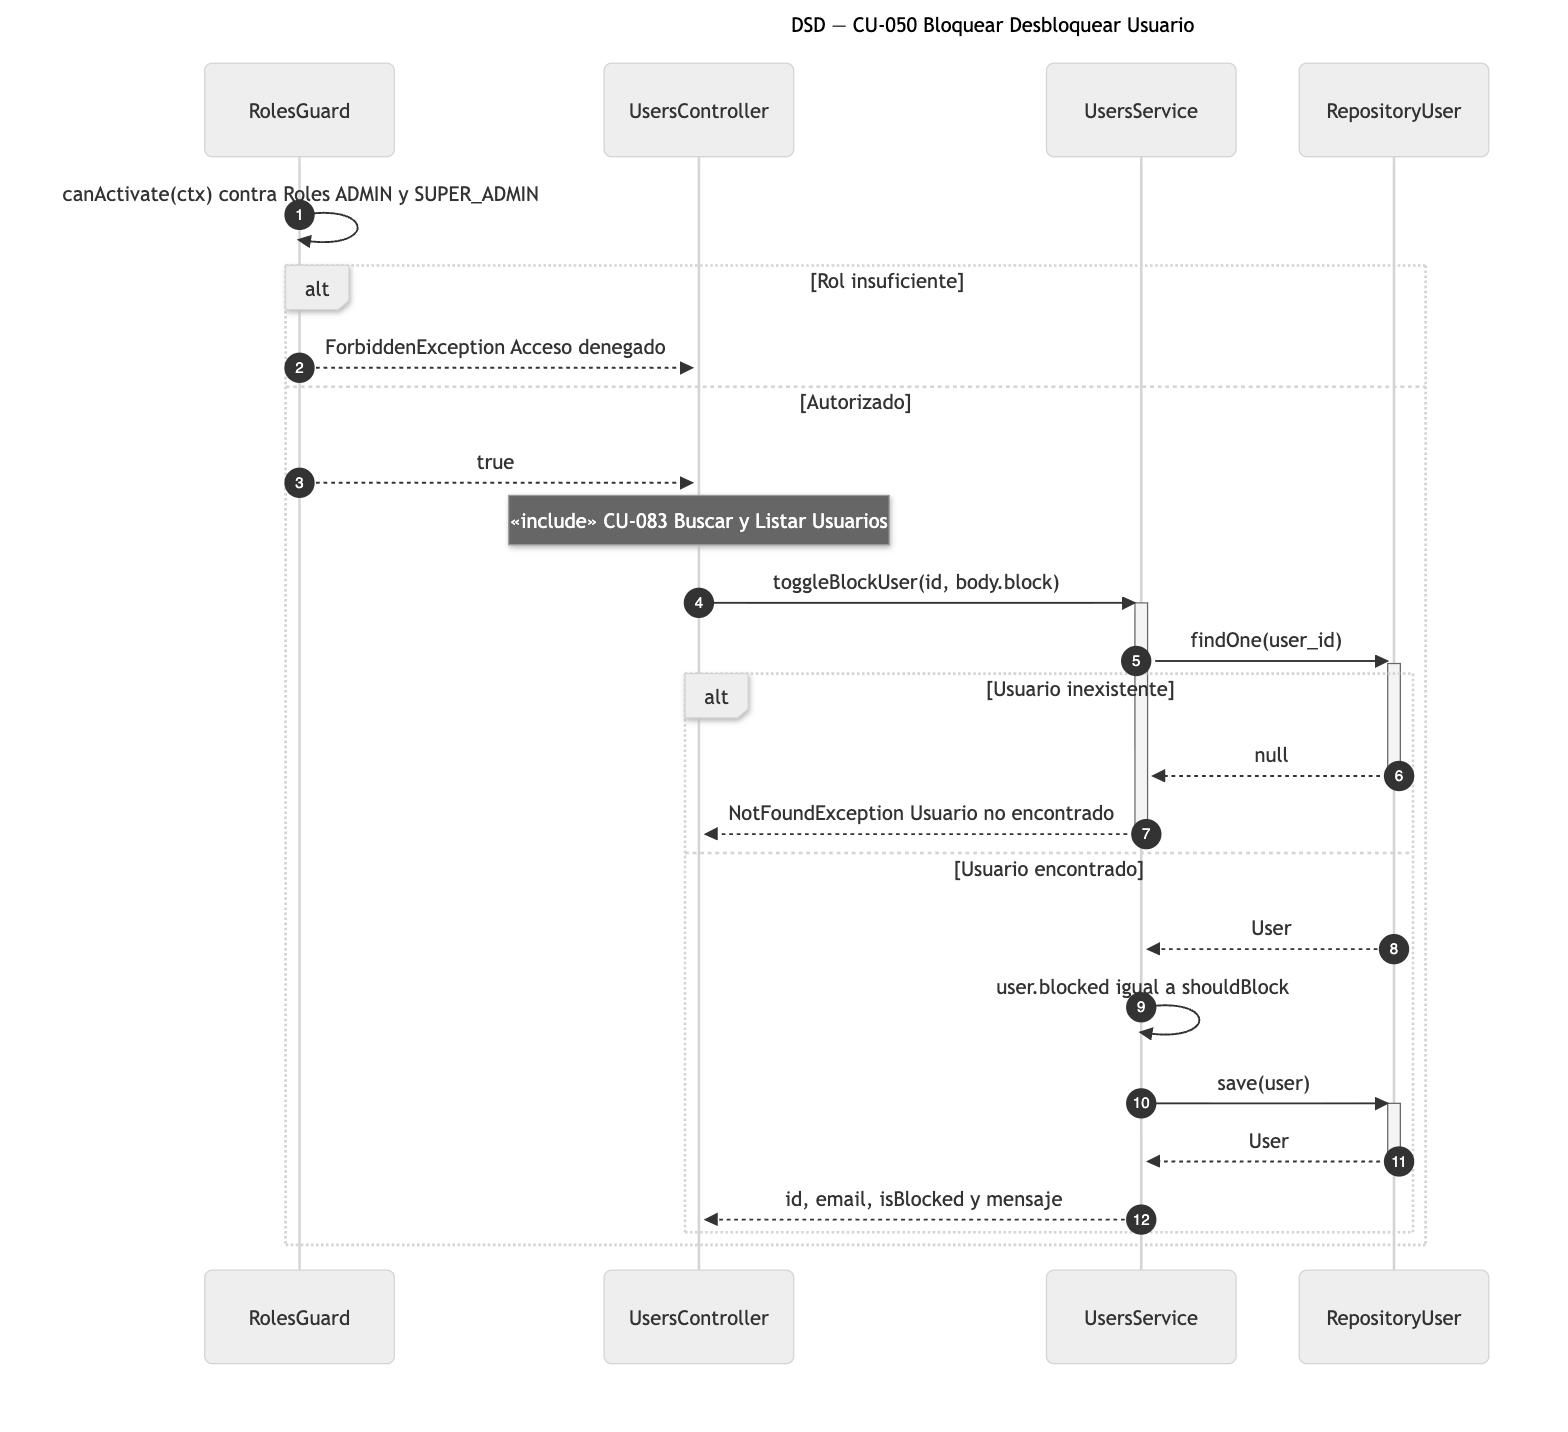 DSD — CU-050 Bloquear Desbloquear Usuario
RolesGuard
UsersController
UsersService
RepositoryUser
canActivate(ctx) contra Roles ADMIN y SUPER_ADMIN
1
alt
[Rol insuficiente]
ForbiddenException Acceso denegado
2
[Autorizado]
true
3
«include» CU-083 Buscar y Listar Usuarios
toggleBlockUser(id, body.block)
4
findOne(user_id)
5
alt
[Usuario inexistente]
null
6
NotFoundException Usuario no encontrado
7
[Usuario encontrado]
User
8
user.blocked igual a shouldBlock
9
save(user)
10
User
11
id, email, isBlocked y mensaje
12
RolesGuard
UsersController
UsersService
RepositoryUser